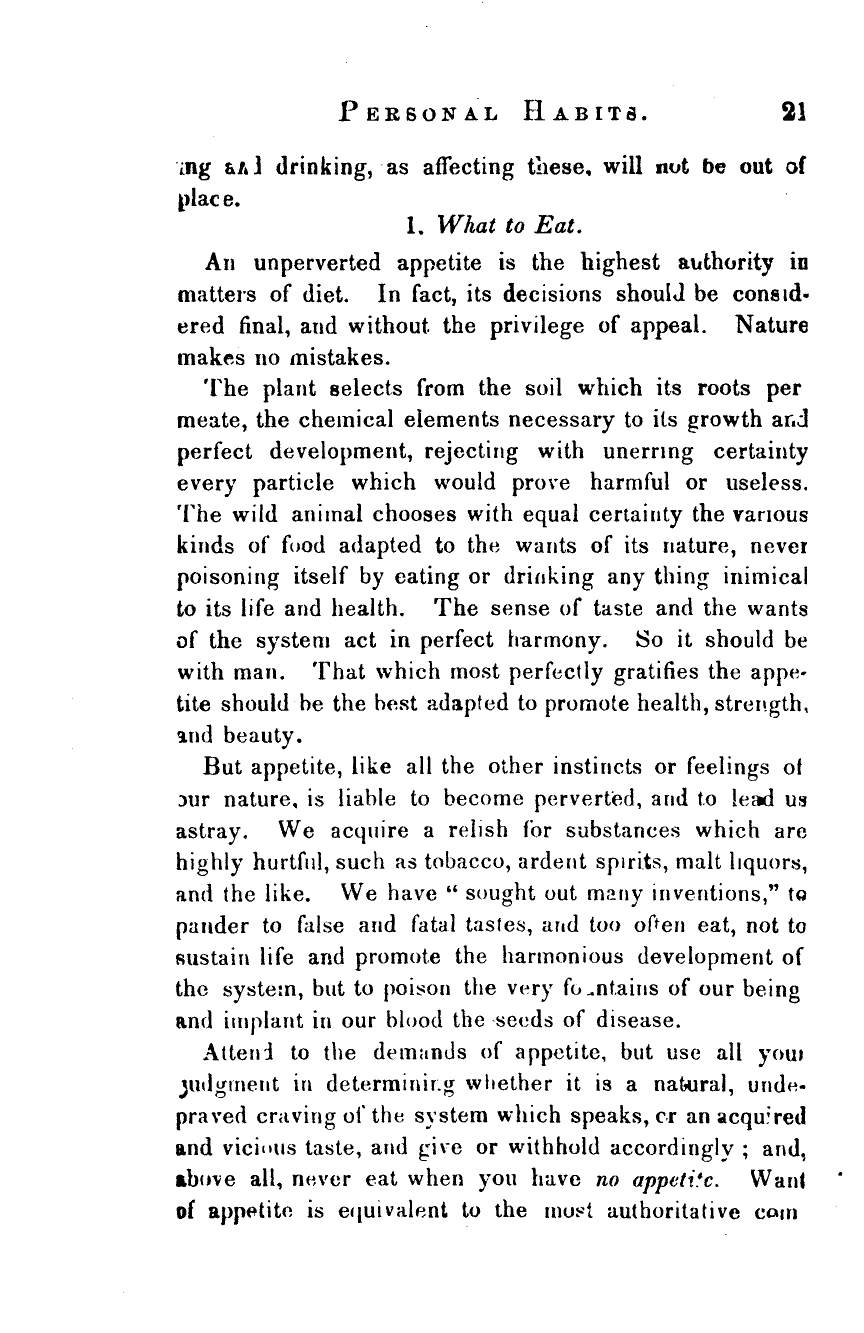 PERSONAL HABITS. 21
ing and drinking, as affecting these, will not be out of
place.
1. What to Eat.
An unperverted appetite is the highest authority in
matters of diet. In fact, its decisions should be consid-
ered final, and without the privilege of appeal. Nature
makes no mistakes.
The plant selects from the soil which its roots per
meate, the chemical elements necessary to its growth and
perfect development, rejecting with unerring certainty
every particle which would prove harmful or useless.
The wild animal chooses with equal certainty the various
kinds of food adapted to the wants of its nature, never
poisoning itself by eating or drinking any thing inimical
to its life and health. The sense of taste and the wants
of the system act in perfect harmony. So it should be
with man. That which most perfectly gratifies the appe-
tite should be the best adapted to promote health, strength,
and beauty.
But appetite, like all the other instincts or feelings of
our nature, is liable to become perverted, and to lead us
astray. We acquire a relish for substances which are
highly hurtful, such as tobacco, ardent spirits, malt liquors,
and the like. We have " sought out many inventions," to
pander to false and fatal tastes, and too often eat, not to
sustain life and promote the harmonious development of
the system, but to poison the very fountains of our being
and implant in our blood the seeds of disease.
Attend to the demands of appetite, but use all your
judgment in determining whether it is a natural, unde-
praved craving of the system which speaks, or an acquired
and vicious taste, and give or withhold accordingly ; and,
above all, never eat when you have no appetite. Want
of appetite is equivalent to the most authoritative com